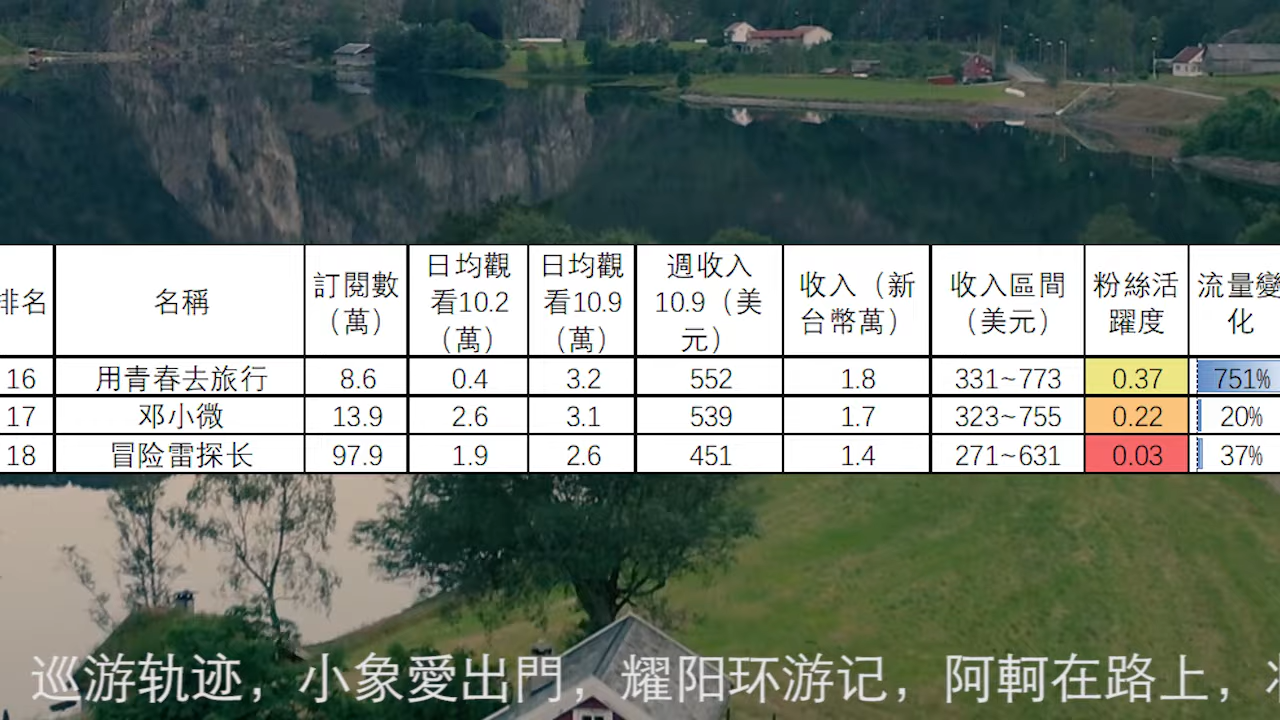 排名 名稱 訂閱數（萬） 日均觀看10.2（萬） 日均觀看10.9（萬） 週收入10.9（美元） 收入（新台幣萬） 收入區間（美元） 粉絲活躍度 流量變化
16 用青春去旅行 8.6 0.4 3.2 552 1.8 331~773 0.37 751%
17 邓小微 13.9 2.6 3.1 539 1.7 323~755 0.22 20%
18 冒险雷探长 97.9 1.9 2.6 451 1.4 271~631 0.03 37%
巡游轨迹，小象愛出門，耀阳环游记，阿軻在路上，